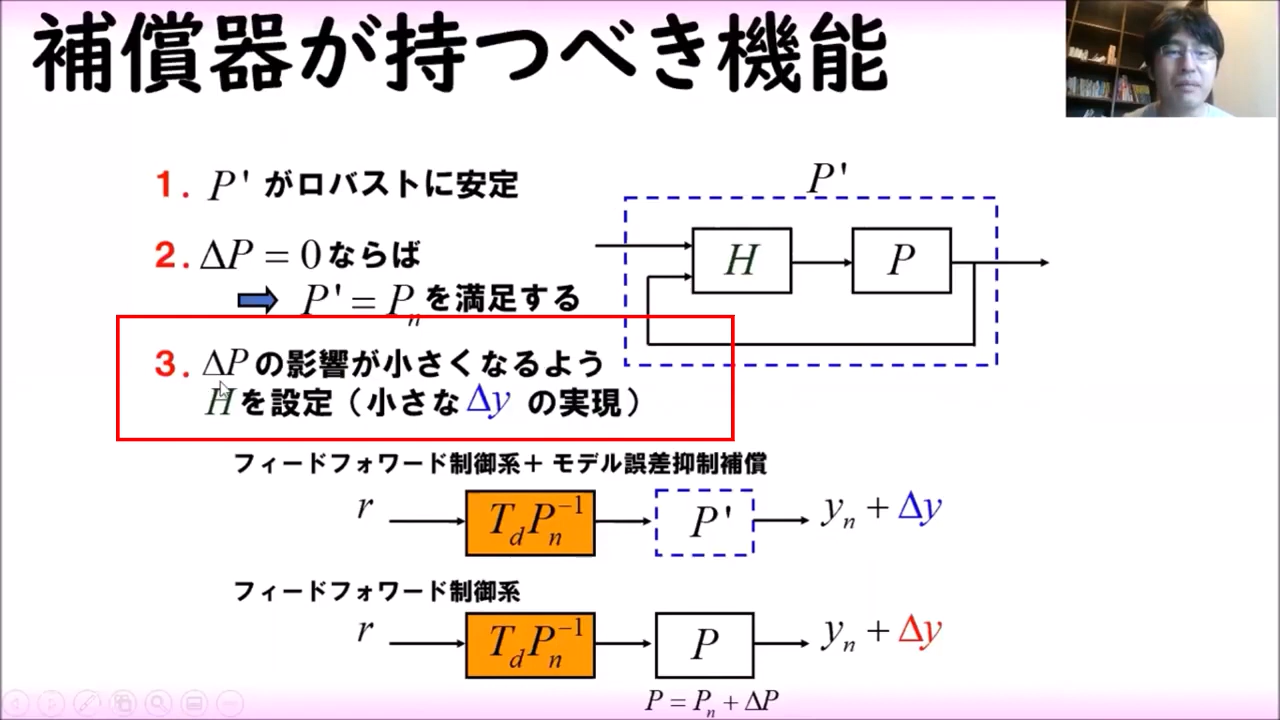 補償器が持つべき機能
1. P' がロバストに安定
2. ΔP = 0 ならば
P' = Pₙ を満足する
3. ΔP の影響が小さくなるよう
H を設定（小さな Δy の実現）
P'
H
P
フィードフォワード制御系＋ モデル誤差抑制補償
r
T_d P_n^{-1}
P'
yₙ + Δy
フィードフォワード制御系
r
T_d P_n^{-1}
P
yₙ + Δy
P = Pₙ + ΔP